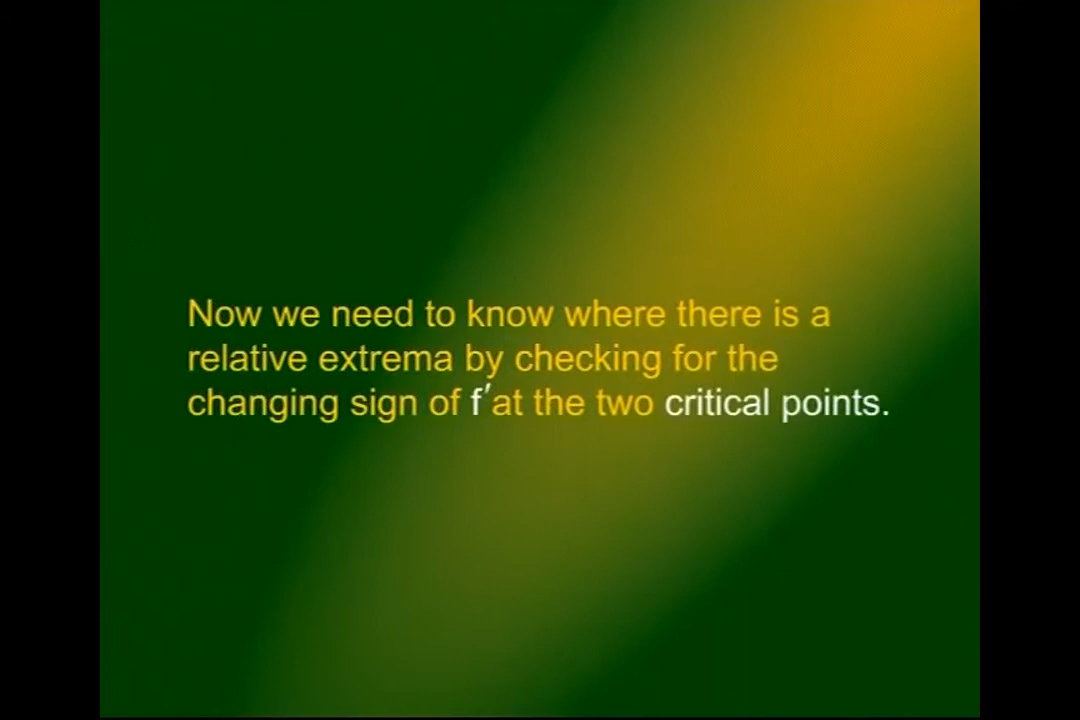 Now we need to know where there is a
relative extrema by checking for the
changing sign of f′ at the two critical points.